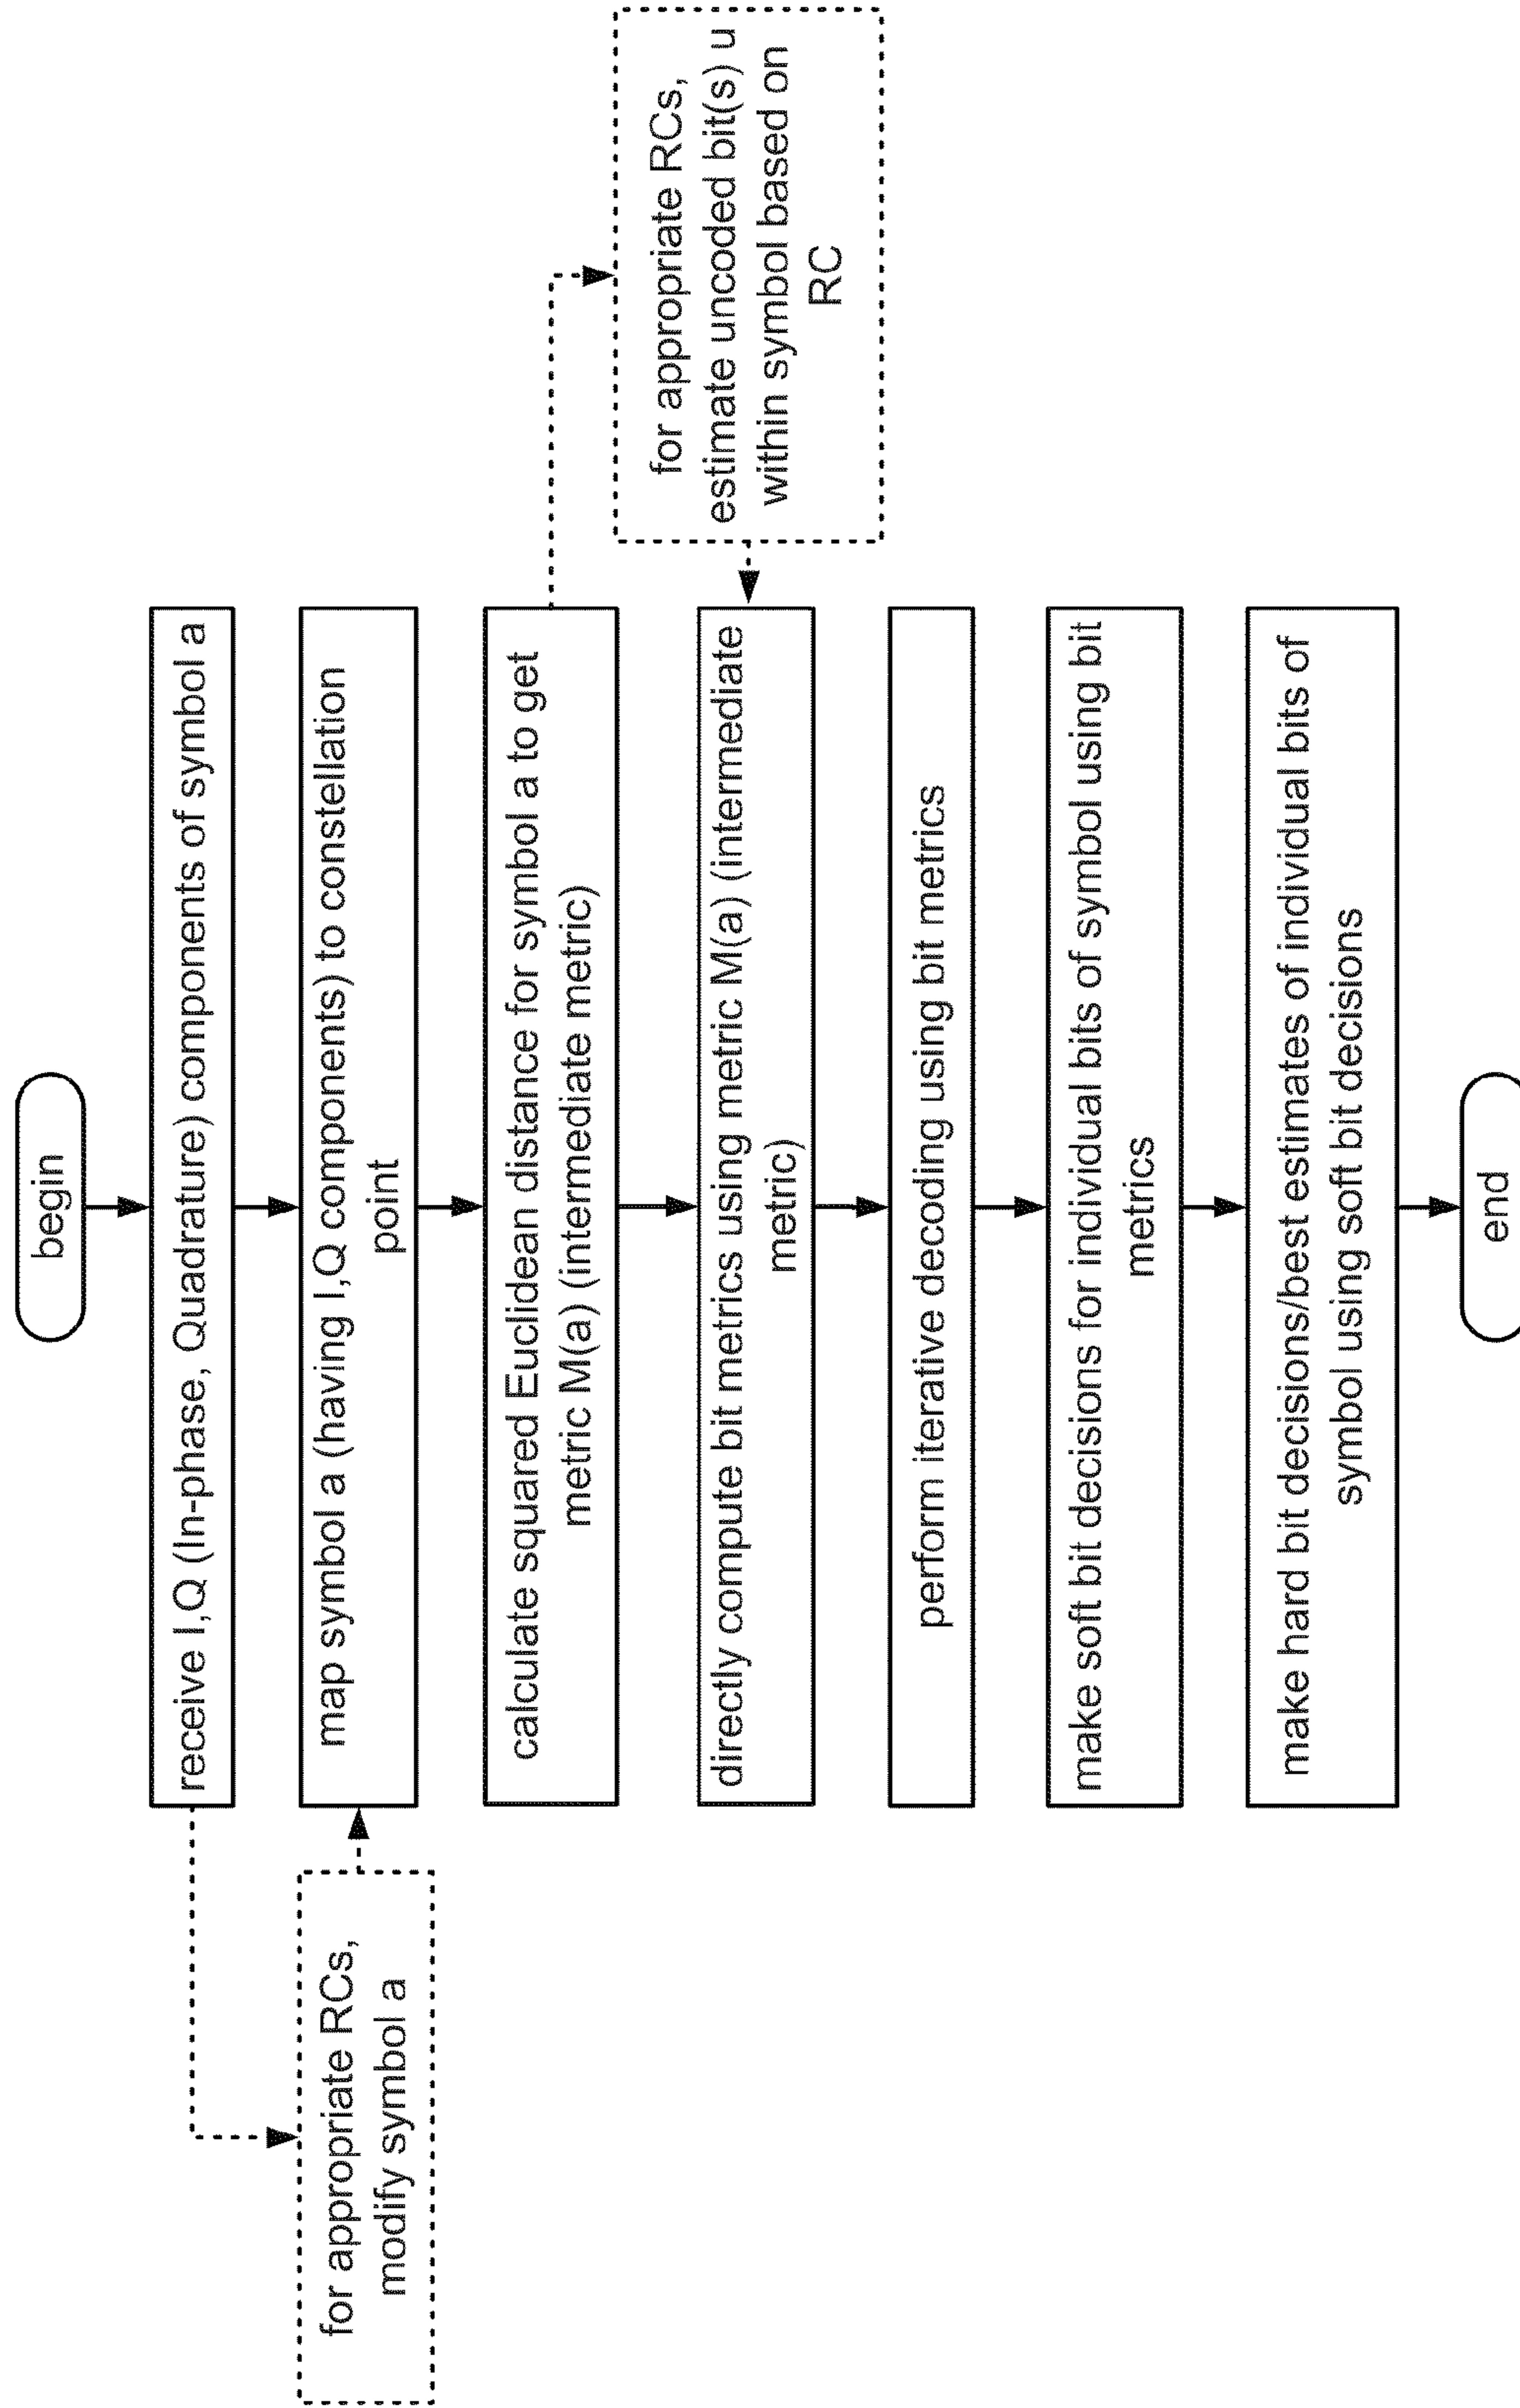 begin
receive I,Q (In-phase, Quadrature) components of symbol a
for appropriate RCs,
modify symbol a
map symbol a (having I,Q components) to constellation
point
calculate squared Euclidean distance for symbol a to get
metric M(a) (intermediate metric)
for appropriate RCs,
estimate uncoded bit(s) u
within symbol based on
RC
directly compute bit metrics using metric M(a) (intermediate
metric)
perform iterative decoding using bit metrics
make soft bit decisions for individual bits of symbol using bit
metrics
make hard bit decisions/best estimates of individual bits of
symbol using soft bit decisions
end